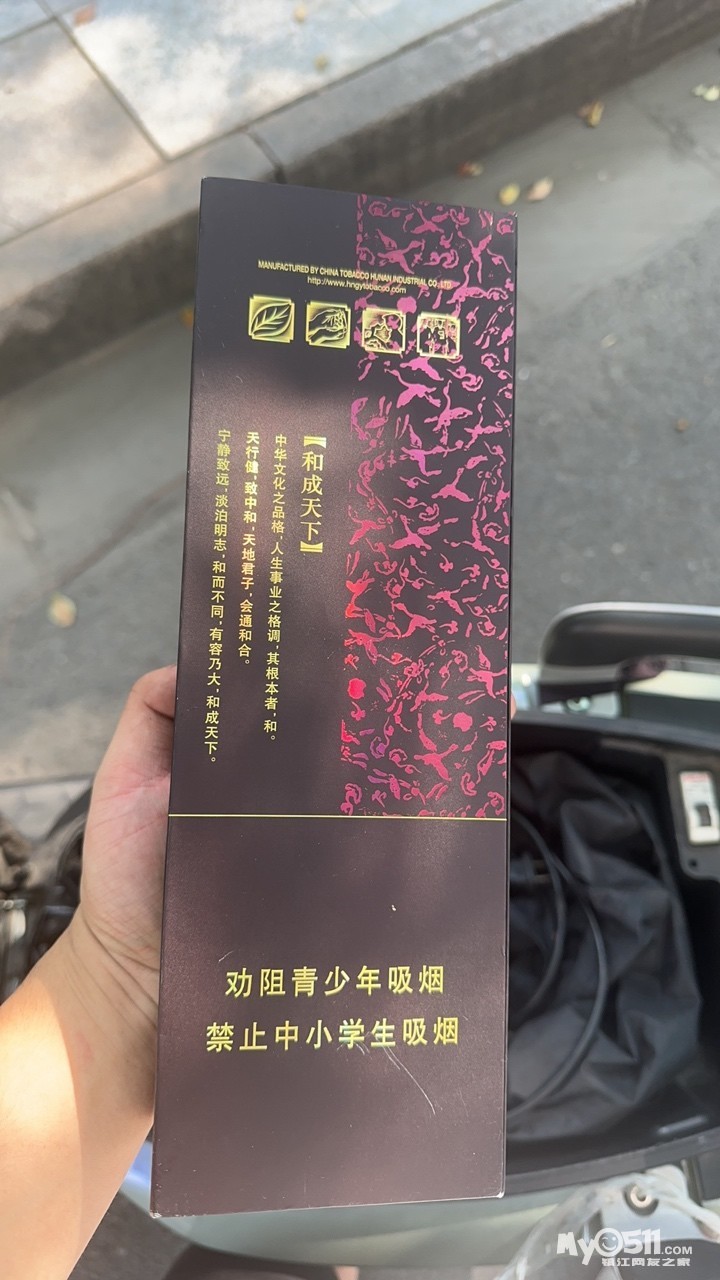 MANUFACTURED BY CHINA TOBACCO HUNAN INDUSTRIAL CO., LTD.
http://www.hngytobacco.com
【和成天下】
中华文化之品格，人生事业之格调，其根本者，和。
天行健，致中和，天地君子，会通和合。
宁静致远，淡泊明志，和而不同，有容乃大，和成天下。
劝阻青少年吸烟
禁止中小学生吸烟
My0511.COM
镇江网友之家